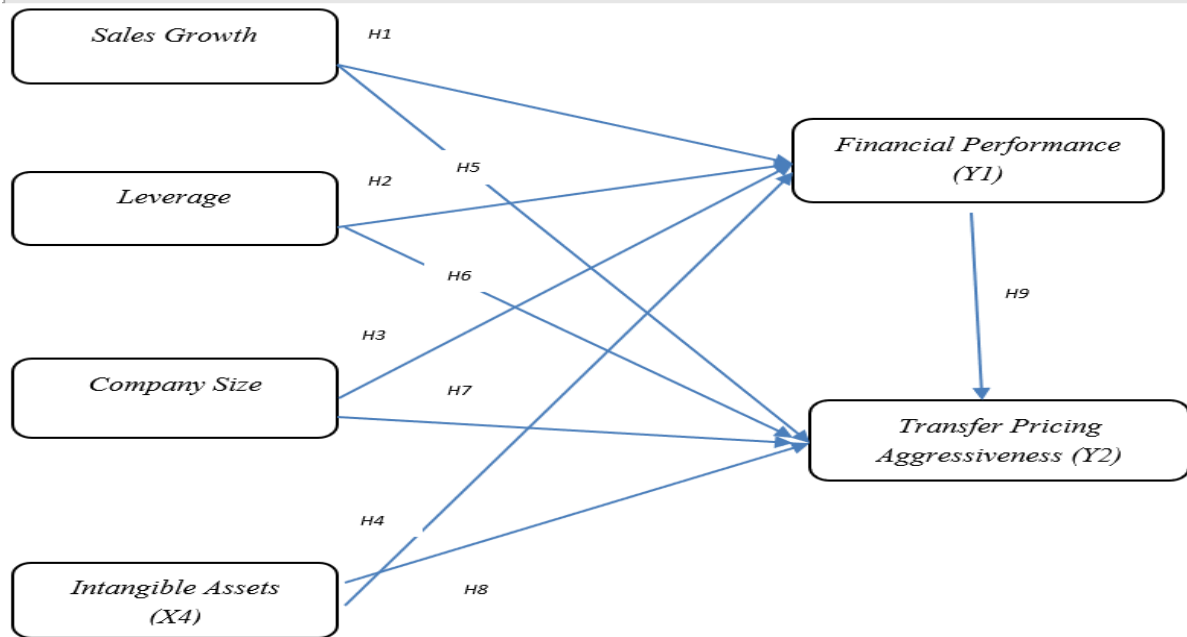 Sales Growth
H1
Financial Performance
(Y1)
H5
H2
Leverage
H6
H9
H3
Company Size
H7
Transfer Pricing
Aggressiveness (Y2)
H4
Intangible Assets
(X4)
H8